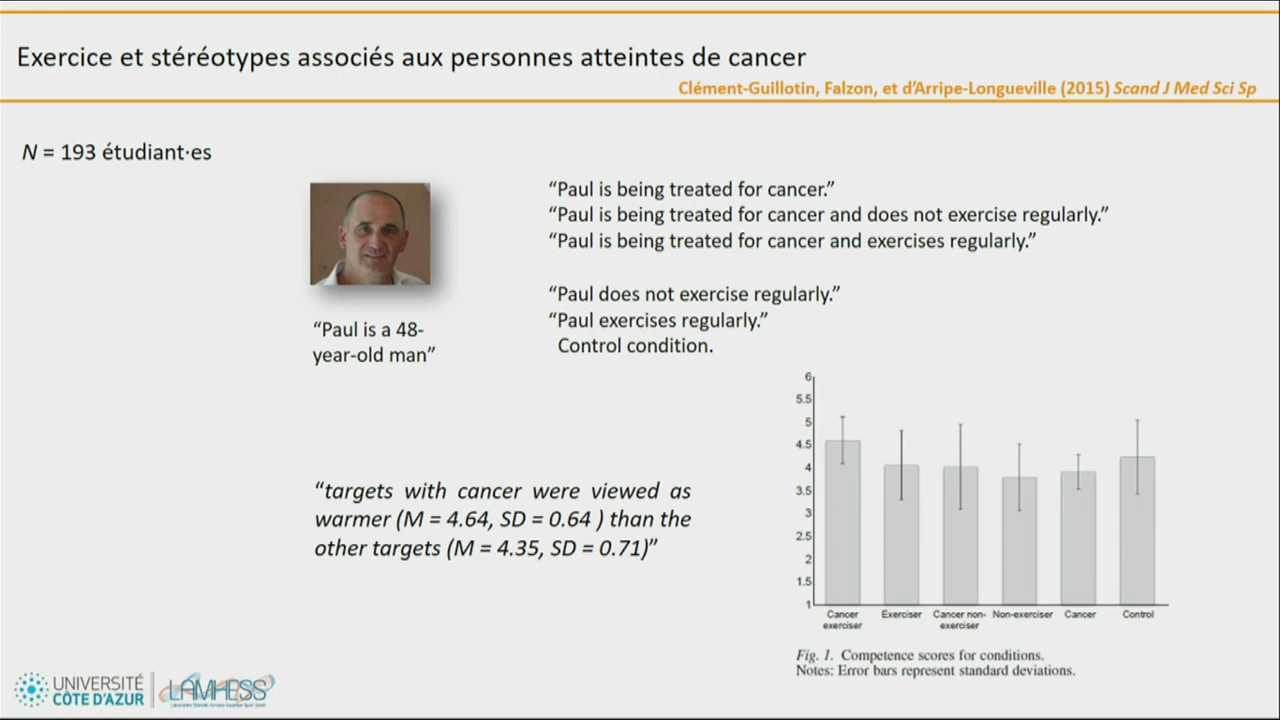 Exercice et stéréotypes associés aux personnes atteintes de cancer
Clément-Guillotin, Falzon, et d'Arripe-Longueville (2015) Scand J Med Sci Sp
N = 193 étudiant·es
“Paul is being treated for cancer.”
“Paul is being treated for cancer and does not exercise regularly.”
“Paul is being treated for cancer and exercises regularly.”
“Paul does not exercise regularly.”
“Paul exercises regularly.”
Control condition.
“Paul is a 48-
year-old man”
“targets with cancer were viewed as
warmer (M = 4.64, SD = 0.64 ) than the
other targets (M = 4.35, SD = 0.71)”
6
5.5
5
4.5
4
3.5
3
2.5
2
1.5
1
Cancer exerciser
Exerciser
Cancer non-exerciser
Non-exerciser
Cancer
Control
Fig. 1. Competence scores for conditions.
Notes: Error bars represent standard deviations.
UNIVERSITÉ
CÔTE D'AZUR
LAMHESS